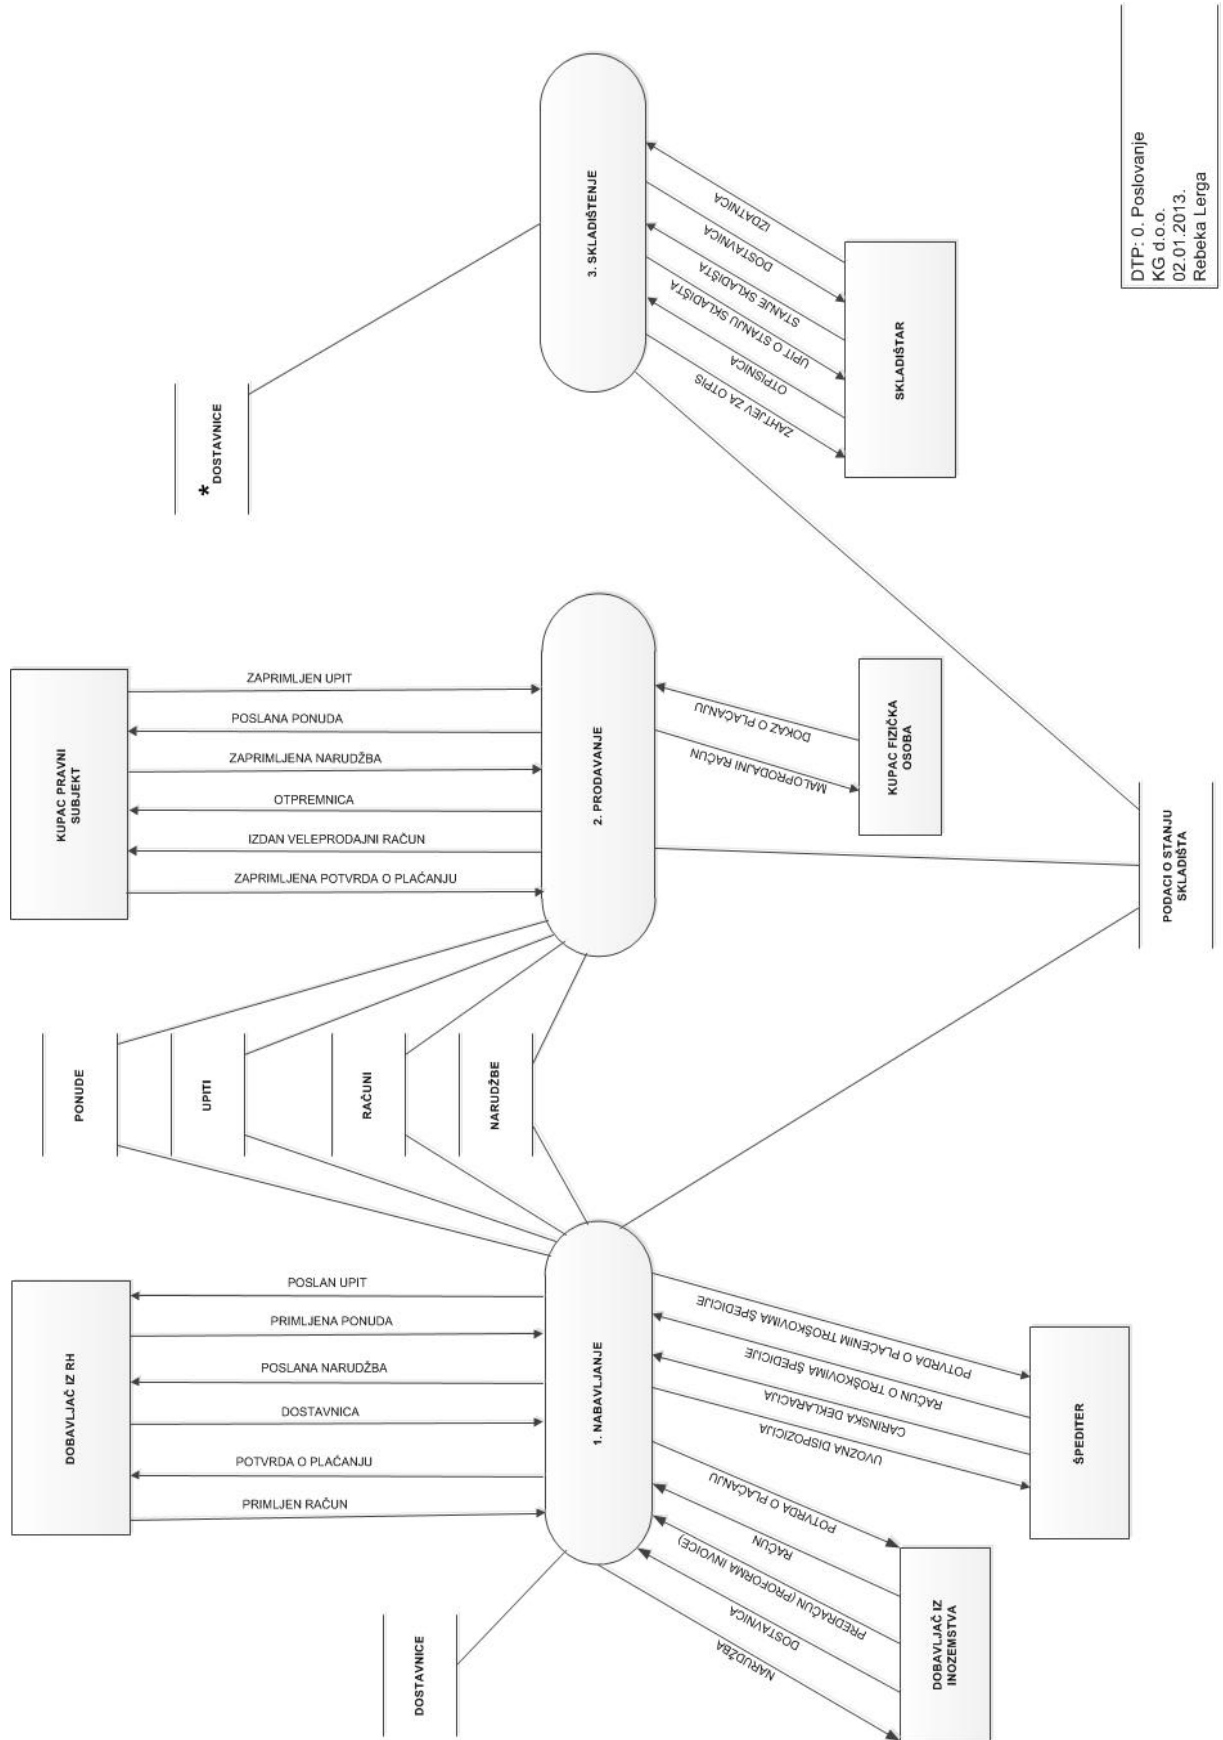 DOBAVLJAČ IZ RH
POSLAN UPIT
PRIMLJENA PONUDA
POSLANA NARUDŽBA
DOSTAVNICA
POTVRDA O PLAĆANJU
PRIMLJEN RAČUN
DOSTAVNICE
1. NABAVLJANJE
NARUDŽBA
DOSTAVNICA
PREDRAČUN (PROFORMA INVOICE)
RAČUN
POTVRDA O PLAĆANJU
DOBAVLJAČ IZ
INOZEMSTVA
UVOZNA DISPOZICIJA
CARINSKA DEKLARACIJA
RAČUN O TROŠKOVIMA ŠPEDICIJE
POTVRDA O PLAĆENIM TROŠKOVIMA ŠPEDICIJE
ŠPEDITER
PONUDE
UPITI
RAČUNI
NARUDŽBE
KUPAC PRAVNI
SUBJEKT
ZAPRIMLJEN UPIT
POSLANA PONUDA
ZAPRIMLJENA NARUDŽBA
OTPREMNICA
IZDAN VELEPRODAJNI RAČUN
ZAPRIMLJENA POTVRDA O PLAĆANJU
2. PRODAVANJE
MALOPRODAJNI RAČUN
DOKAZ O PLAĆANJU
KUPAC FIZIČKA
OSOBA
PODACI O STANJU
SKLADIŠTA
* DOSTAVNICE
3. SKLADIŠTENJE
ZAHTJEV ZA OTPIS
OTPISNICA
UPIT O STANJU SKLADIŠTA
STANJE SKLADIŠTA
DOSTAVNICA
IZDATNICA
SKLADIŠTAR
DTP: 0. Poslovanje
KG d.o.o.
02.01.2013.
Rebeka Lerga